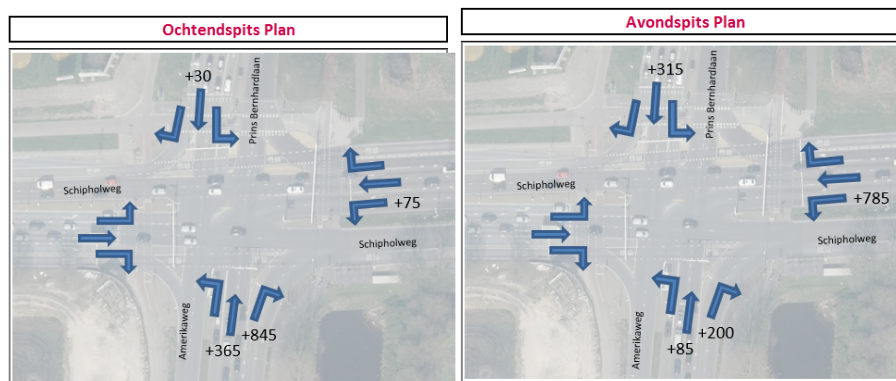 Ochtendspits Plan
+30
Prins Bernhardlaan
Schipholweg
+75
Schipholweg
Amerikaweg
+845
+365
Avondspits Plan
+315
Prins Bernhardlaan
Schipholweg
+785
Schipholweg
Amerikaweg
+200
+85